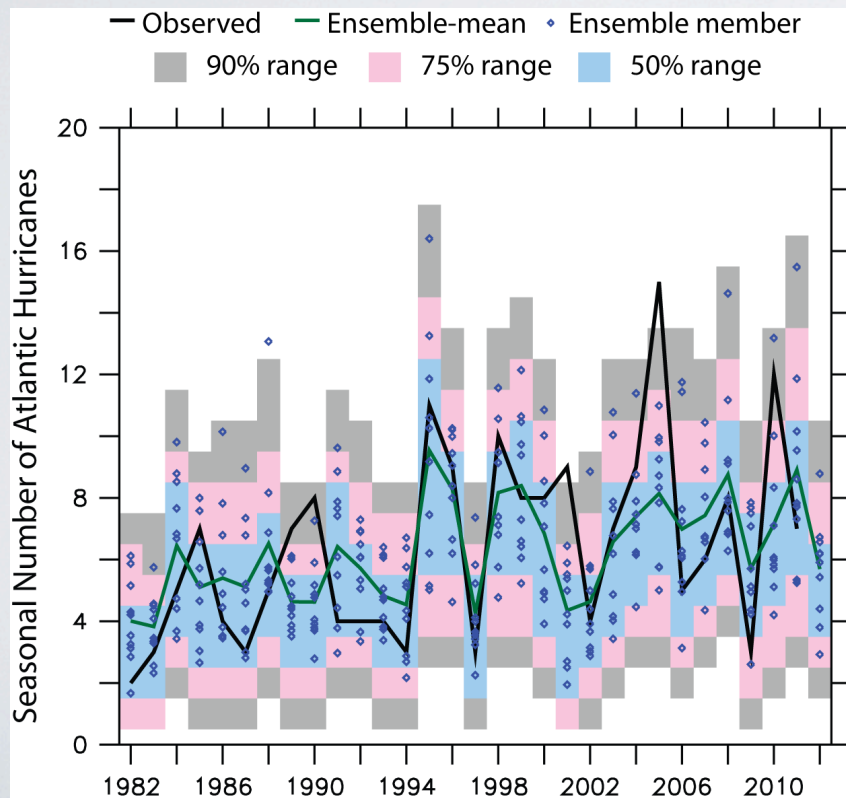 Observed Ensemble-mean Ensemble member
90% range 75% range 50% range
Seasonal Number of Atlantic Hurricanes
20
16
12
8
4
0
1982 1986 1990 1994 1998 2002 2006 2010